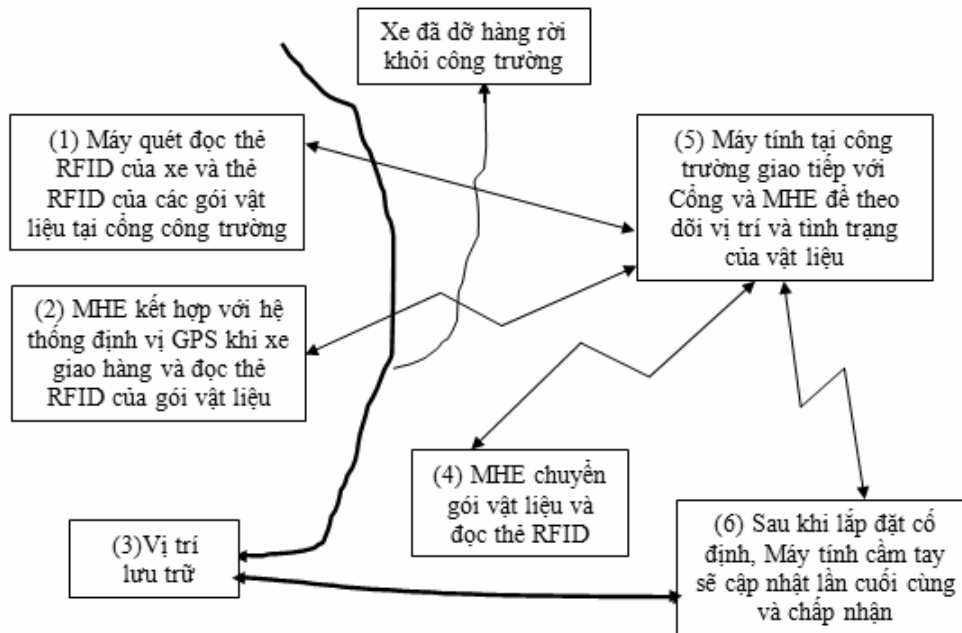 Xe đã dỡ hàng rời
khỏi công trường
(1) Máy quét đọc thẻ
RFID của xe và thẻ
RFID của các gói vật
liệu tại cổng công trường
(5) Máy tính tại công
trường giao tiếp với
Cổng và MHE để theo
dõi vị trí và tình trạng
của vật liệu
(2) MHE kết hợp với hệ
thống định vị GPS khi xe
giao hàng và đọc thẻ
RFID của gói vật liệu
(4) MHE chuyển
gói vật liệu và
đọc thẻ RFID
(3)Vị trí
lưu trữ
(6) Sau khi lắp đặt cố
định, Máy tính cầm tay
sẽ cập nhật lần cuối cùng
và chấp nhận